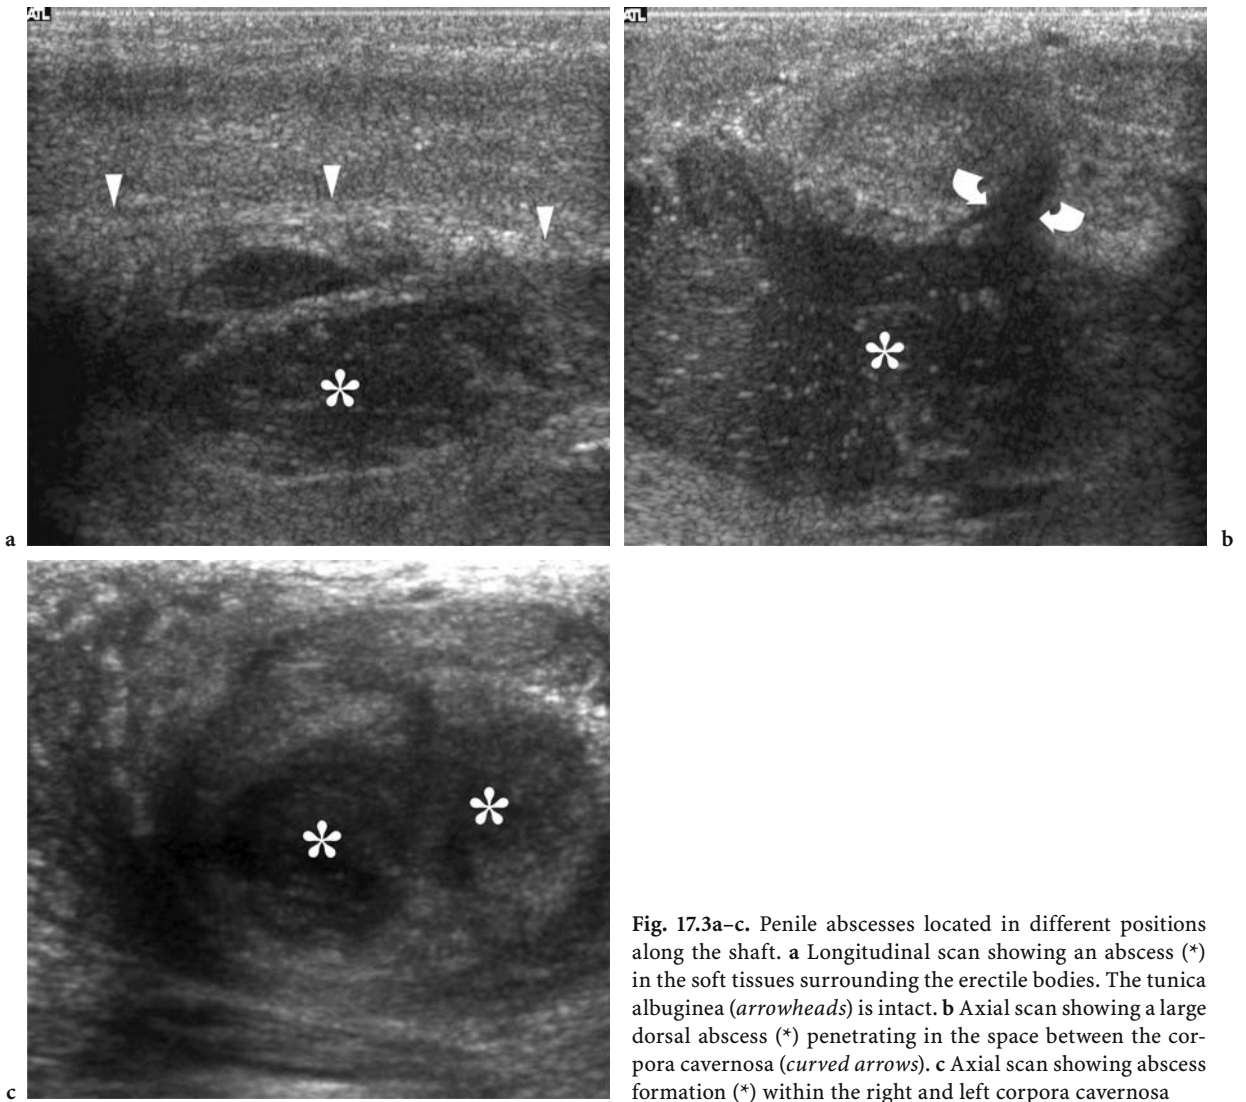 ATL
ATL
a
b
c
Fig. 17.3a–c. Penile abscesses located in different positions
along the shaft. a Longitudinal scan showing an abscess (*)
in the soft tissues surrounding the erectile bodies. The tunica
albuginea (arrowheads) is intact. b Axial scan showing a large
dorsal abscess (*) penetrating in the space between the cor-
pora cavernosa (curved arrows). c Axial scan showing abscess
formation (*) within the right and left corpora cavernosa